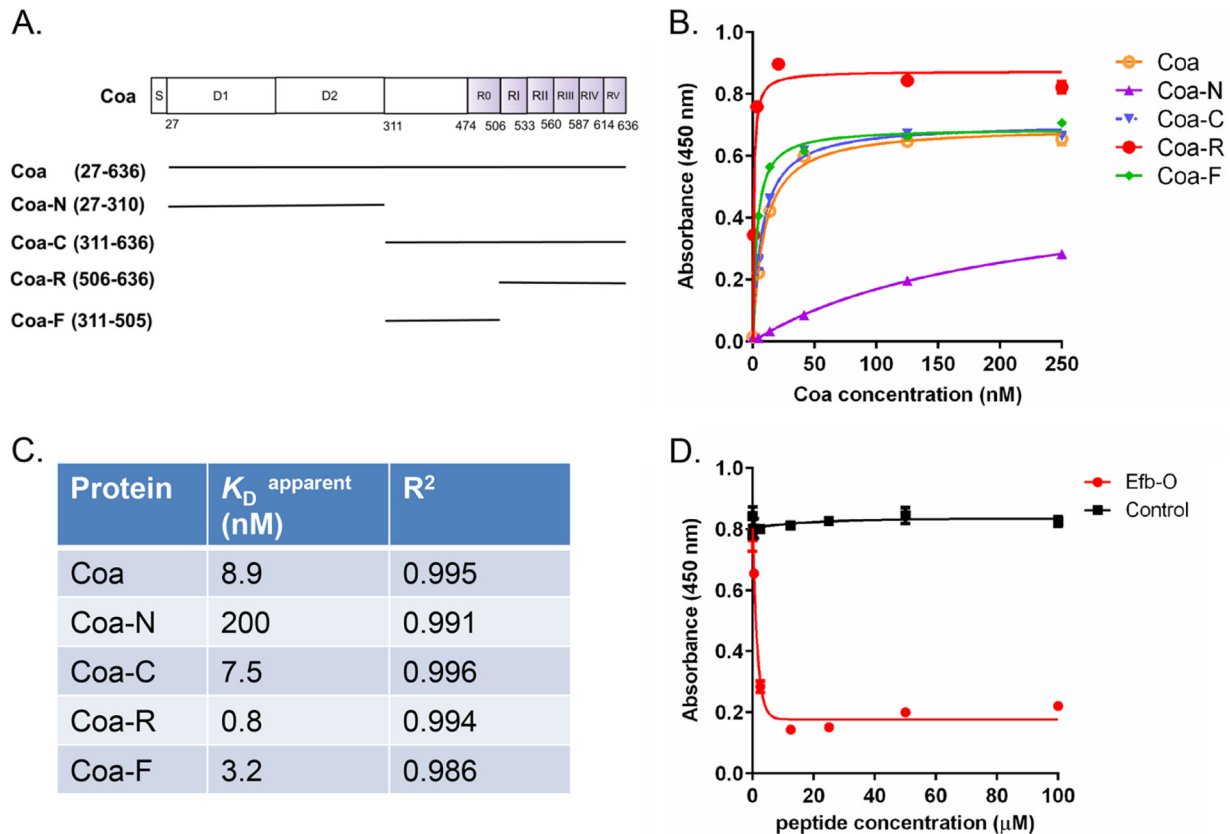 A.
Coa S D1 D2 R0 RI RII RIII RIV RV
27 311 474 506 533 560 587 614 636
Coa (27-636)
Coa-N (27-310)
Coa-C (311-636)
Coa-R (506-636)
Coa-F (311-505)
B.
1.0
0.8
0.6
0.4
0.2
0.0
Absorbance (450 nm)
0 50 100 150 200 250
Coa concentration (nM)
Coa
Coa-N
Coa-C
Coa-R
Coa-F
C.
Protein K_D apparent (nM) R²
Coa 8.9 0.995
Coa-N 200 0.991
Coa-C 7.5 0.996
Coa-R 0.8 0.994
Coa-F 3.2 0.986
D.
1.0
0.8
0.6
0.4
0.2
0.0
Absorbance (450 nm)
0 20 40 60 80 100
peptide concentration (μM)
Efb-O
Control